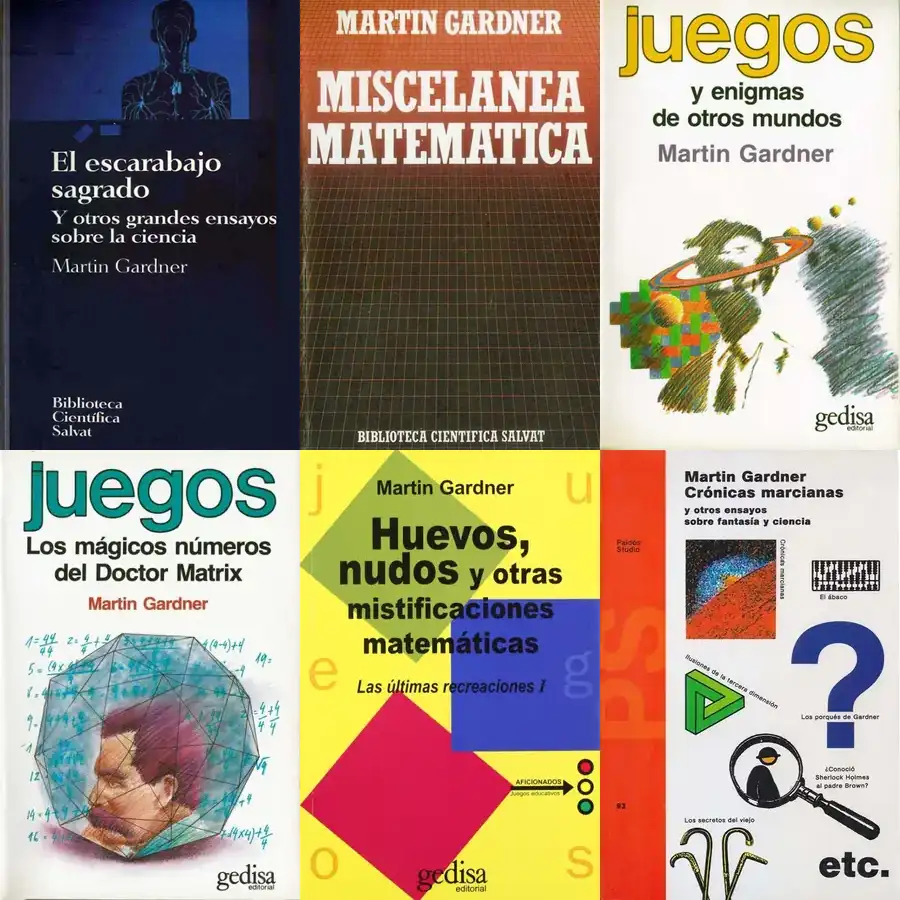 El escarabajo
sagrado
Y otros grandes ensayos
sobre la ciencia
Martin Gardner
Biblioteca
Científica
Salvat
MARTIN GARDNER
MISCELANEA
MATEMATICA
BIBLIOTECA CIENTIFICA SALVAT
juegos
y enigmas
de otros mundos
Martin Gardner
gedisa
editorial
juegos
Los mágicos números
del Doctor Matrix
Martin Gardner
gedisa
editorial
j u
Martin Gardner
Huevos,
nudos y otras
mistificaciones
matemáticas
e g
Las últimas recreaciones I
AFICIONADOS
Juegos educativos
o s
gedisa
editorial
Paidós
Studio
PS
Martin Gardner
Crónicas marcianas
y otros ensayos
sobre fantasía y ciencia
Crónicas marcianas
El ábaco
Ilusiones de la tercera dimensión
?
Los porqués de Gardner
¿Conoció
Sherlock Holmes
al padre Brown?
Los secretos del viejo
etc.